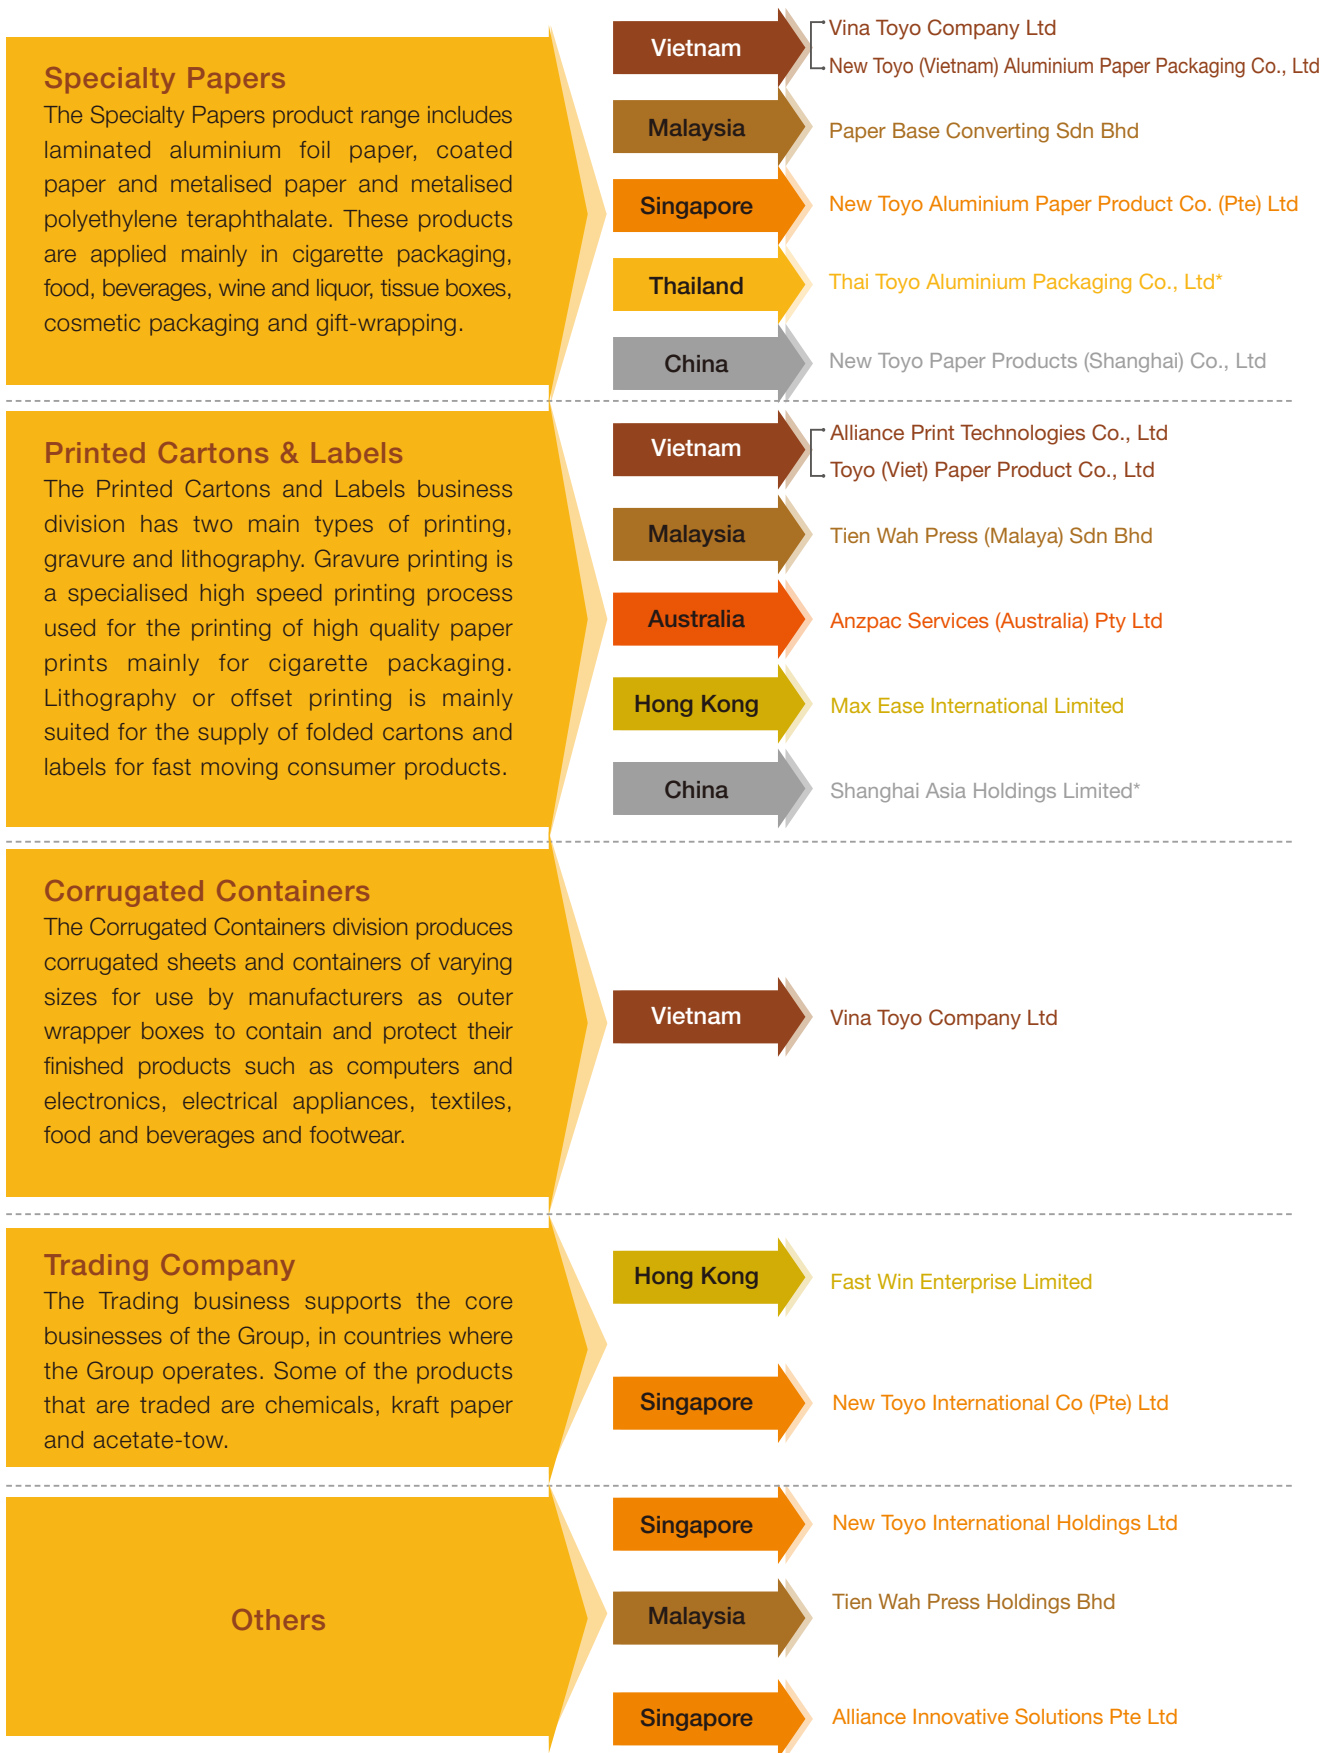 Specialty Papers
The Specialty Papers product range includes
laminated aluminium foil paper, coated
paper and metalised paper and metalised
polyethylene teraphthalate. These products
are applied mainly in cigarette packaging,
food, beverages, wine and liquor, tissue boxes,
cosmetic packaging and gift-wrapping.
Vietnam
Vina Toyo Company Ltd
New Toyo (Vietnam) Aluminium Paper Packaging Co., Ltd
Malaysia
Paper Base Converting Sdn Bhd
Singapore
New Toyo Aluminium Paper Product Co. (Pte) Ltd
Thailand
Thai Toyo Aluminium Packaging Co., Ltd*
China
New Toyo Paper Products (Shanghai) Co., Ltd
Printed Cartons & Labels
The Printed Cartons and Labels business
division has two main types of printing,
gravure and lithography. Gravure printing is
a specialised high speed printing process
used for the printing of high quality paper
prints mainly for cigarette packaging.
Lithography or offset printing is mainly
suited for the supply of folded cartons and
labels for fast moving consumer products.
Vietnam
Alliance Print Technologies Co., Ltd
Toyo (Viet) Paper Product Co., Ltd
Malaysia
Tien Wah Press (Malaya) Sdn Bhd
Australia
Anzpac Services (Australia) Pty Ltd
Hong Kong
Max Ease International Limited
China
Shanghai Asia Holdings Limited*
Corrugated Containers
The Corrugated Containers division produces
corrugated sheets and containers of varying
sizes for use by manufacturers as outer
wrapper boxes to contain and protect their
finished products such as computers and
electronics, electrical appliances, textiles,
food and beverages and footwear.
Vietnam
Vina Toyo Company Ltd
Trading Company
The Trading business supports the core
businesses of the Group, in countries where
the Group operates. Some of the products
that are traded are chemicals, kraft paper
and acetate-tow.
Hong Kong
Fast Win Enterprise Limited
Singapore
New Toyo International Co (Pte) Ltd
Others
Singapore
New Toyo International Holdings Ltd
Malaysia
Tien Wah Press Holdings Bhd
Singapore
Alliance Innovative Solutions Pte Ltd